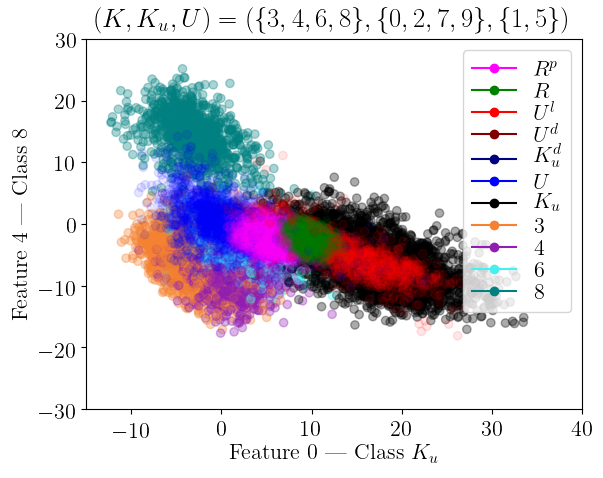 (K, K_u, U) = ({3, 4, 6, 8}, {0, 2, 7, 9}, {1, 5})
30
20
10
0
−10
−20
−30
Feature 4 — Class 8
R^p
R
U^l
U^d
K_u^d
U
K_u
3
4
6
8
−10
0
10
20
30
40
Feature 0 — Class K_u